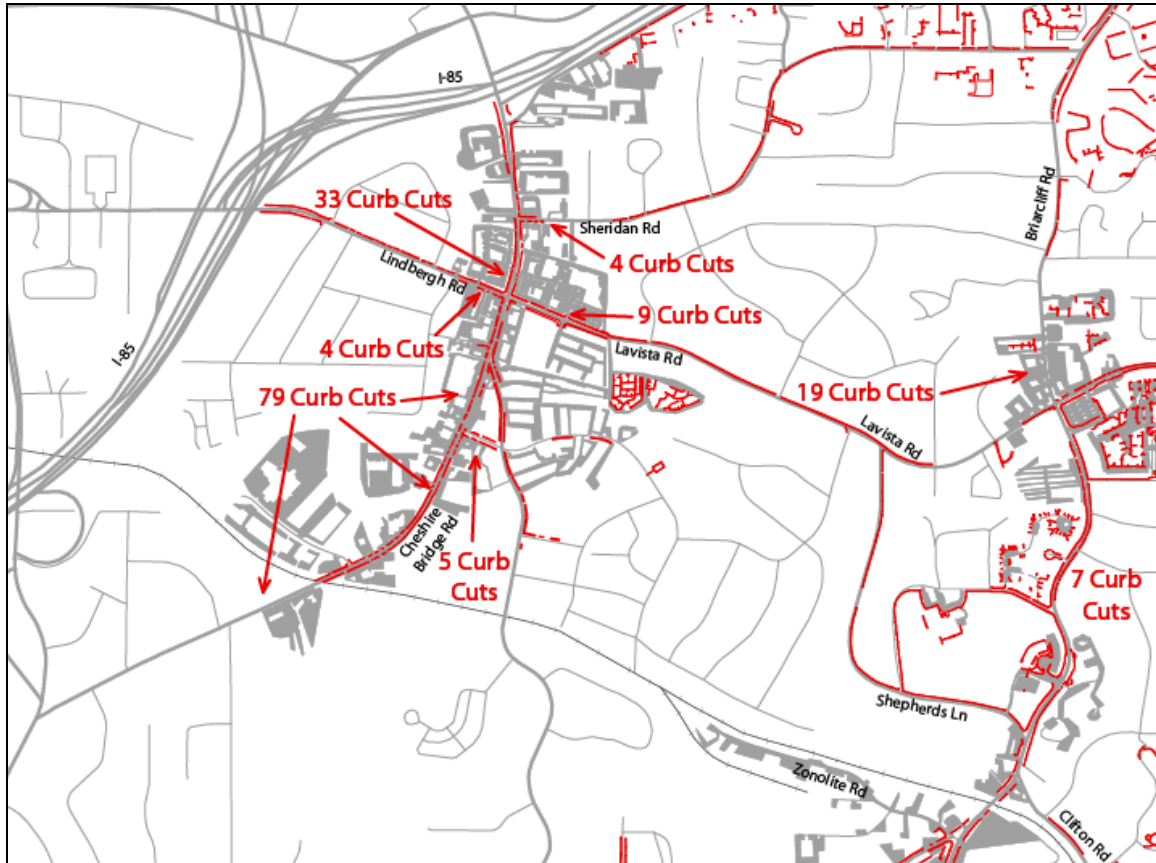 I-85
33 Curb Cuts
Sheridan Rd
Briarcliff Rd
Lindbergh Rd
4 Curb Cuts
9 Curb Cuts
I-85
4 Curb Cuts
Lavista Rd
79 Curb Cuts
19 Curb Cuts
Lavista Rd
Cheshire
Bridge Rd
5 Curb
Cuts
7 Curb
Cuts
Shepherds Ln
Zonolite Rd
Clifton Rd